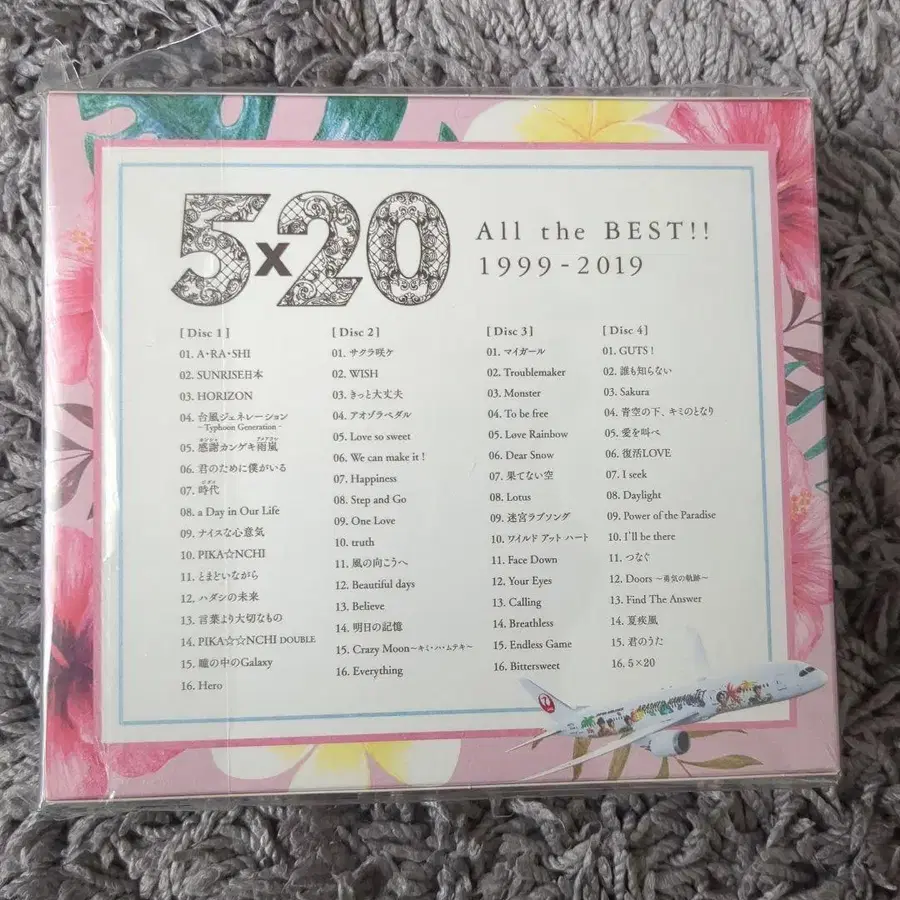 5×20
All the BEST!!
1999-2019
[Disc 1]
01. A・RA・SHI
02. SUNRISE日本
03. HORIZON
04. 台風ジェネレーション
- Typhoon Generation -
05. 感謝カンゲキ雨嵐
06. 君のために僕がいる
07. 時代
08. a Day in Our Life
09. ナイスな心意気
10. PIKA☆NCHI
11. とまどいながら
12. ハダシの未来
13. 言葉より大切なもの
14. PIKA☆☆NCHI DOUBLE
15. 瞳の中のGalaxy
16. Hero
[Disc 2]
01. サクラ咲ケ
02. WISH
03. きっと大丈夫
04. アオゾラペダル
05. Love so sweet
06. We can make it !
07. Happiness
08. Step and Go
09. One Love
10. truth
11. 風の向こうへ
12. Beautiful days
13. Believe
14. 明日の記憶
15. Crazy Moon～キミ・ハ・ムテキ～
16. Everything
[Disc 3]
01. マイガール
02. Troublemaker
03. Monster
04. To be free
05. Løve Rainbow
06. Dear Snow
07. 果てない空
08. Lotus
09. 迷宮ラブソング
10. ワイルド アット ハート
11. Face Down
12. Your Eyes
13. Calling
14. Breathless
15. Endless Game
16. Bittersweet
[Disc 4]
01. GUTS !
02. 誰も知らない
03. Sakura
04. 青空の下、キミのとなり
05. 愛を叫べ
06. 復活LOVE
07. I seek
08. Daylight
09. Power of the Paradise
10. I'll be there
11. つなぐ
12. Doors ～勇気の軌跡～
13. Find The Answer
14. 夏疾風
15. 君のうた
16. 5×20